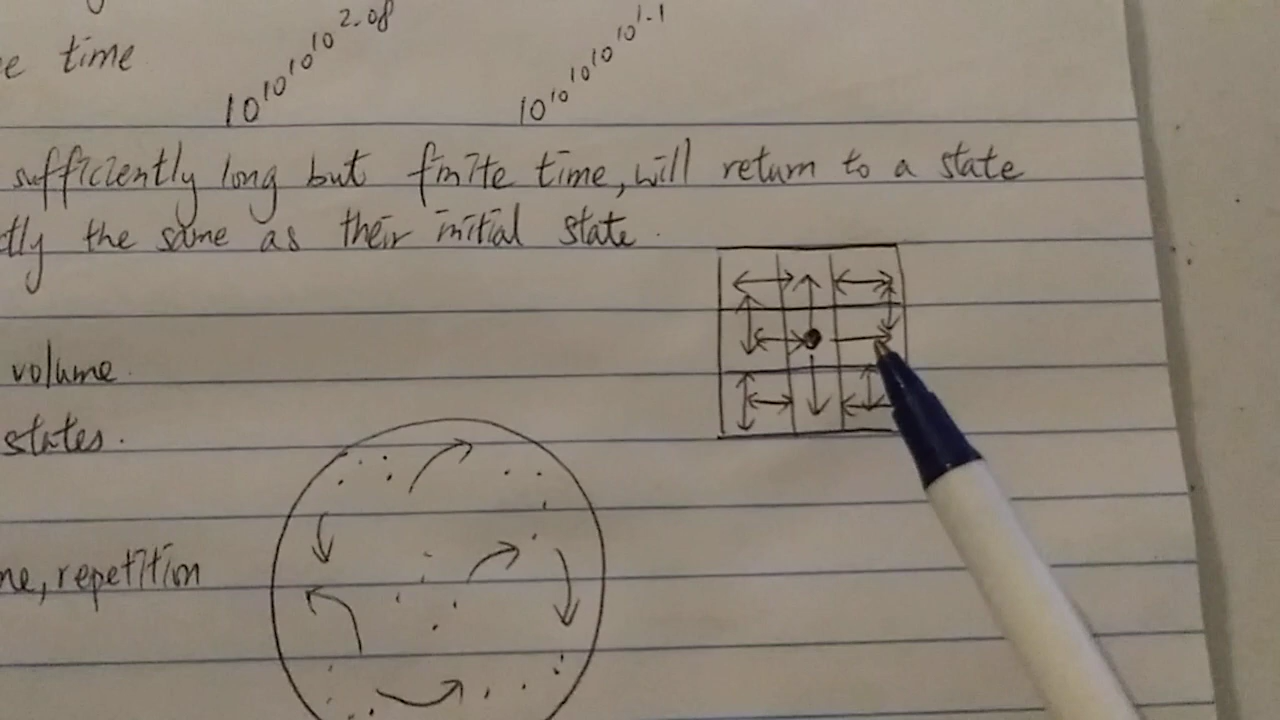 e time
10^10^10^10^2.08 10^10^10^10^10^1.1
sufficiently long but finite time, will return to a state
tly the same as their initial state.
volume.
states.
ne, repetition